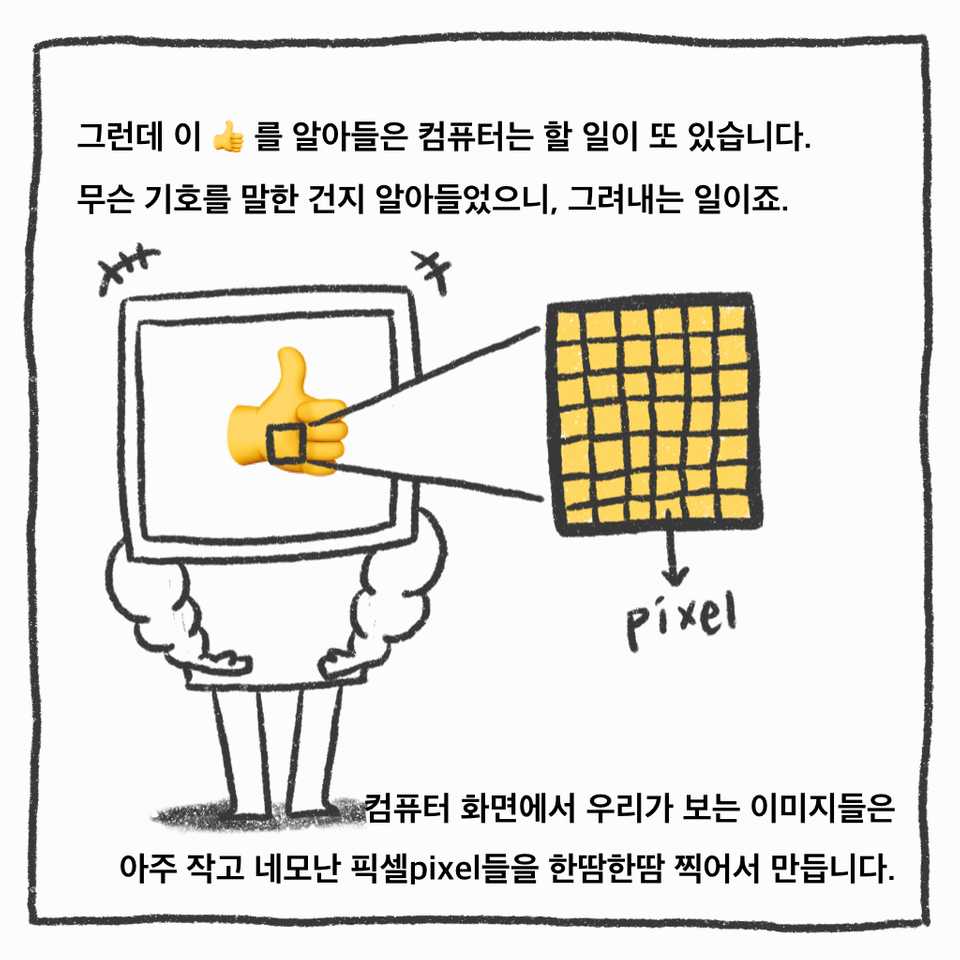 그런데 이 👍 를 알아들은 컴퓨터는 할 일이 또 있습니다.
무슨 기호를 말한 건지 알아들었으니, 그려내는 일이죠.
pixel
컴퓨터 화면에서 우리가 보는 이미지들은
아주 작고 네모난 픽셀pixel들을 한땀한땀 찍어서 만듭니다.